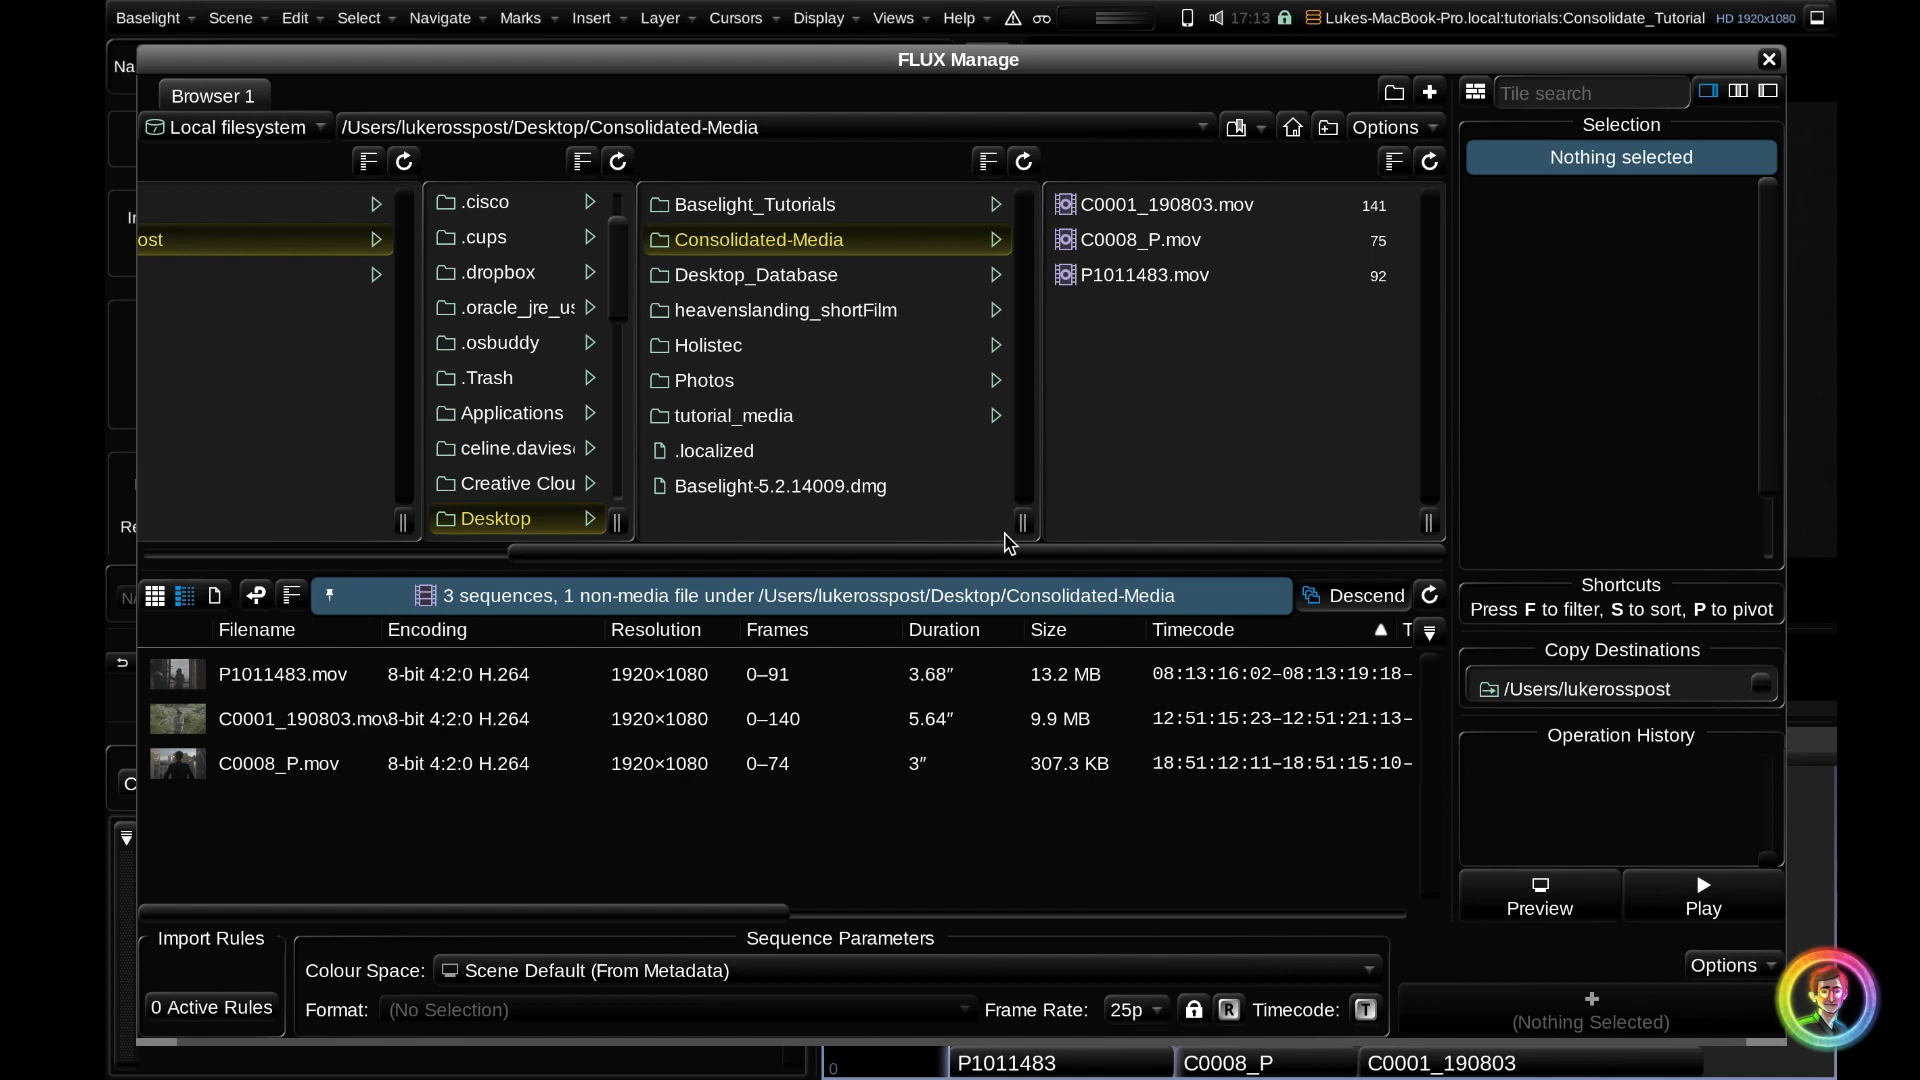 Baselight Scene Edit Select Navigate Marks Insert Layer Cursors Display Views Help 17:13 Lukes-MacBook-Pro.local:tutorials:Consolidate_Tutorial HD 1920x1080
FLUX Manage
Browser 1
Tile search
Local filesystem /Users/lukerosspost/Desktop/Consolidated-Media Options
Selection
Nothing selected
ost
.cisco
.cups
.dropbox
.oracle_jre_us
.osbuddy
.Trash
Applications
celine.davies
Creative Clou
Desktop
Baselight_Tutorials
Consolidated-Media
Desktop_Database
heavenslanding_shortFilm
Holistec
Photos
tutorial_media
.localized
Baselight-5.2.14009.dmg
C0001_190803.mov 141
C0008_P.mov 75
P1011483.mov 92
3 sequences, 1 non-media file under /Users/lukerosspost/Desktop/Consolidated-Media Descend
Filename Encoding Resolution Frames Duration Size Timecode T
P1011483.mov 8-bit 4:2:0 H.264 1920×1080 0–91 3.68″ 13.2 MB 08:13:16:02–08:13:19:18–
C0001_190803.mov 8-bit 4:2:0 H.264 1920×1080 0–140 5.64″ 9.9 MB 12:51:15:23–12:51:21:13–
C0008_P.mov 8-bit 4:2:0 H.264 1920×1080 0–74 3″ 307.3 KB 18:51:12:11–18:51:15:10–
Shortcuts
Press F to filter, S to sort, P to pivot
Copy Destinations
/Users/lukerosspost
Operation History
Preview
Play
Import Rules
0 Active Rules
Sequence Parameters
Colour Space: Scene Default (From Metadata)
Format: (No Selection) Frame Rate: 25p R Timecode: T
Options
(Nothing Selected)
0 P1011483 C0008_P C0001_190803